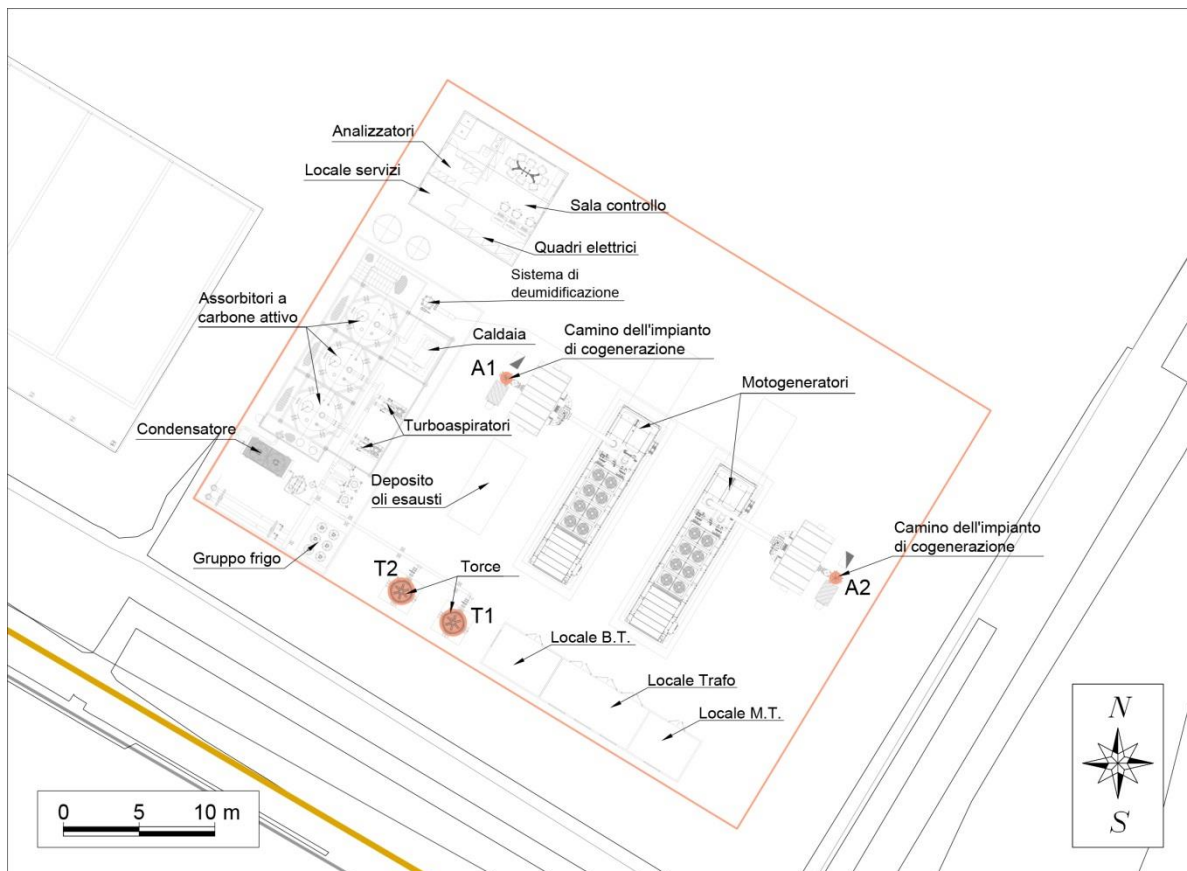 Analizzatori
Locale servizi
Sala controllo
Quadri elettrici
Sistema di
deumidificazione
Assorbitori a
carbone attivo
Caldaia
Camino dell'impianto
di cogenerazione
A1
Motogeneratori
Turboaspiratori
Condensatore
Deposito
oli esausti
Camino dell'impianto
di cogenerazione
A2
Gruppo frigo
T2
Torce
T1
Locale B.T.
Locale Trafo
Locale M.T.
N
S
0 5 10 m